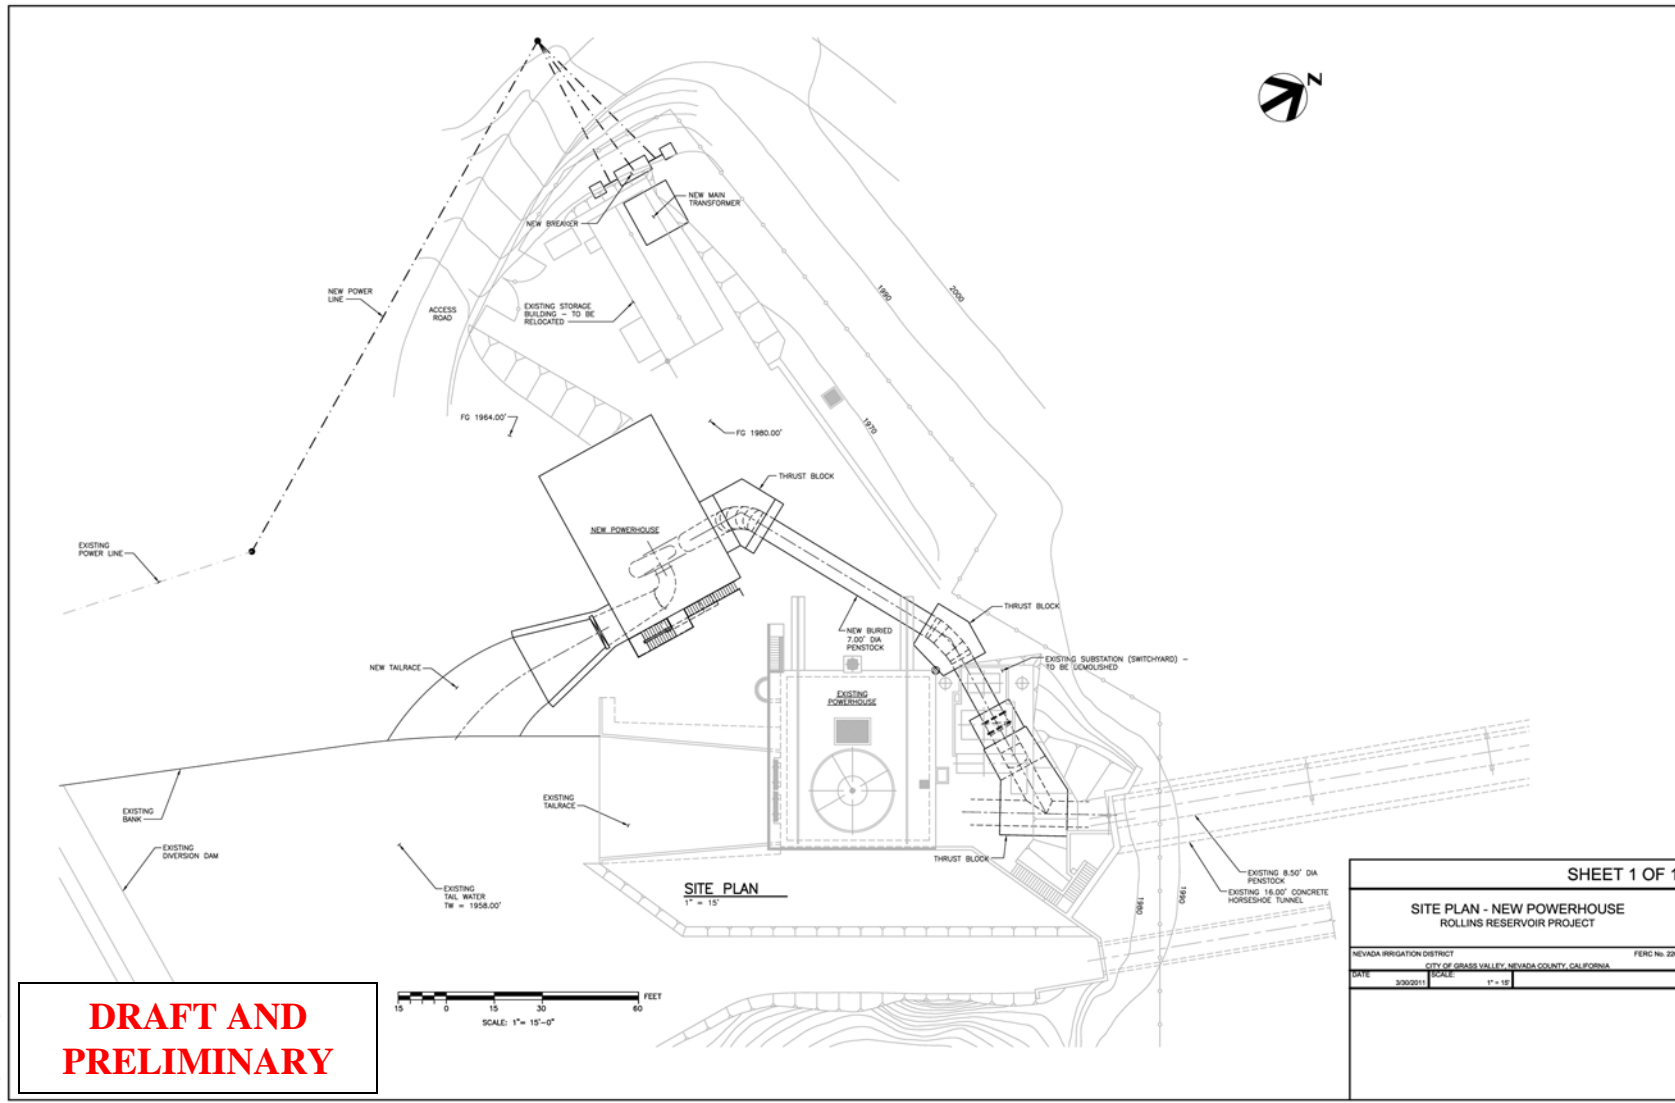 N
NEW MAIN
TRANSFORMER
NEW BREAKER
NEW POWER
LINE
ACCESS
ROAD
EXISTING STORAGE
BUILDING - TO BE
RELOCATED
1990
2000
1970
FG 1964.00'
FG 1980.00'
THRUST BLOCK
NEW POWERHOUSE
EXISTING
POWER LINE
THRUST BLOCK
NEW BURIED
7.00' DIA
PENSTOCK
EXISTING SUBSTATION (SWITCHYARD) -
TO BE DEMOLISHED
NEW TAILRACE
EXISTING
POWERHOUSE
EXISTING
TAILRACE
EXISTING
BANK
EXISTING
DIVERSION DAM
EXISTING
TAIL WATER
TW = 1958.00'
THRUST BLOCK
EXISTING 8.50' DIA
PENSTOCK
EXISTING 16.00' CONCRETE
HORSESHOE TUNNEL
1980
1990
SITE PLAN
1" = 15'
15 0 15 30 60 FEET
SCALE: 1"= 15'-0"
DRAFT AND
PRELIMINARY
SHEET 1 OF 1
SITE PLAN - NEW POWERHOUSE
ROLLINS RESERVOIR PROJECT
NEVADA IRRIGATION DISTRICT FERC No. 226
CITY OF GRASS VALLEY, NEVADA COUNTY, CALIFORNIA
DATE SCALE:
3/30/2011 1" = 15'